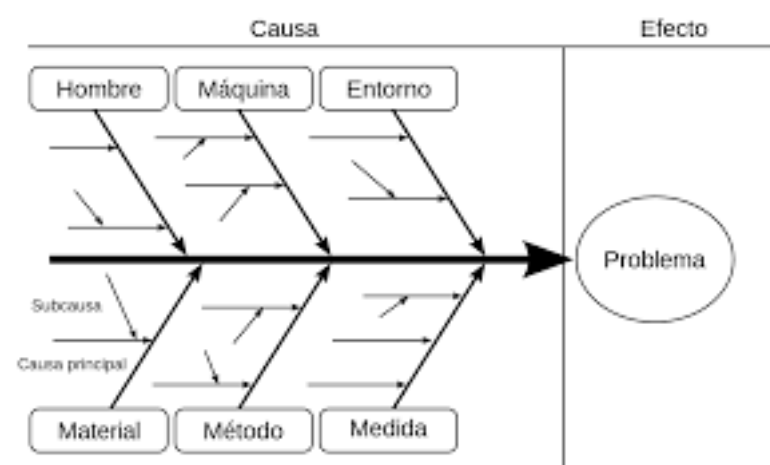 Causa
Efecto
Hombre
Máquina
Entorno
Problema
Subcausa
Causa principal
Material
Método
Medida